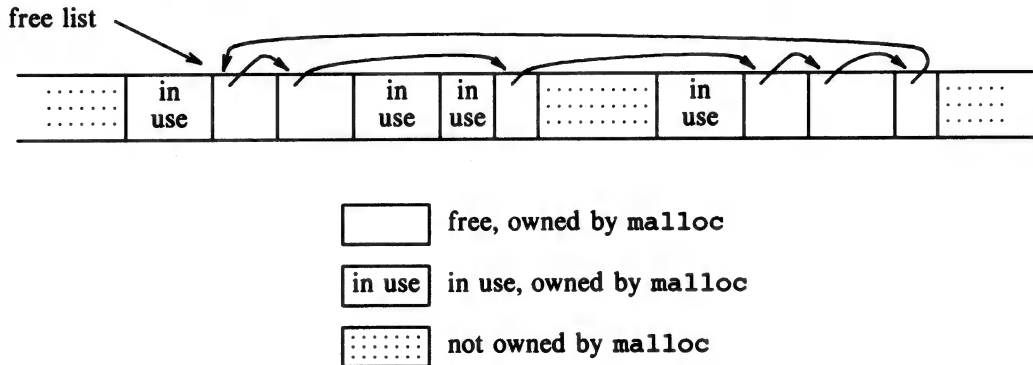 free list
in use
in use
in use
in use
free, owned by malloc
in use in use, owned by malloc
not owned by malloc